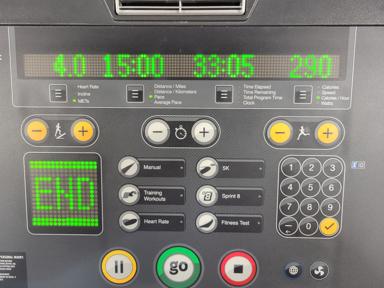 4.0 15:00 33:05 290
Heart Rate
Incline
METs
Distance / Miles
Distance / Kilometers
Pace
Average Pace
Time Elapsed
Time Remaining
Total Program Time
Clock
Calories
Speed
Calories / Hour
Watts
END
Manual
5K
Training
Workouts
Sprint 8
Heart Rate
Fitness Test
1 2 3
4 5 6
7 8 9
0
go